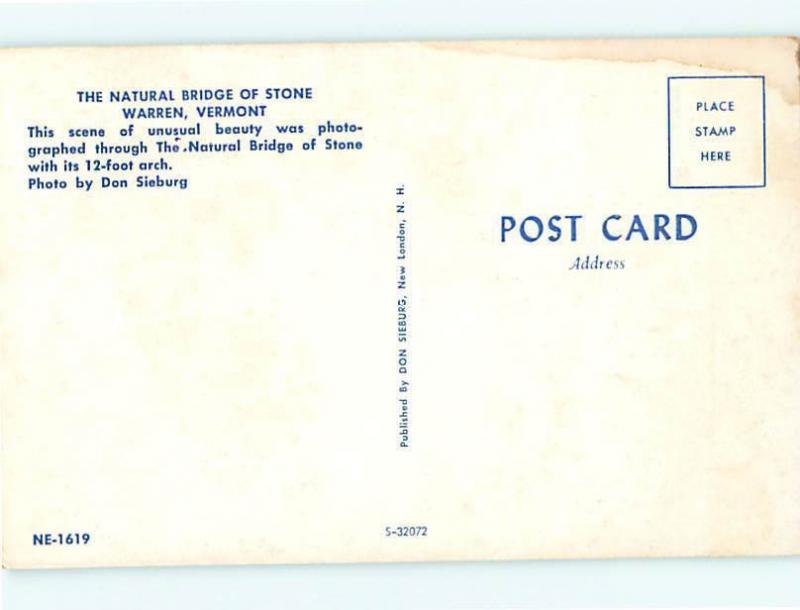 THE NATURAL BRIDGE OF STONE
WARREN, VERMONT
This scene of unusual beauty was photo-
graphed through The Natural Bridge of Stone
with its 12-foot arch.
Photo by Don Sieburg
NE-1619
Published By DON SIEBURG, New London, N. H.
S-32072
PLACE
STAMP
HERE
POST CARD
Address